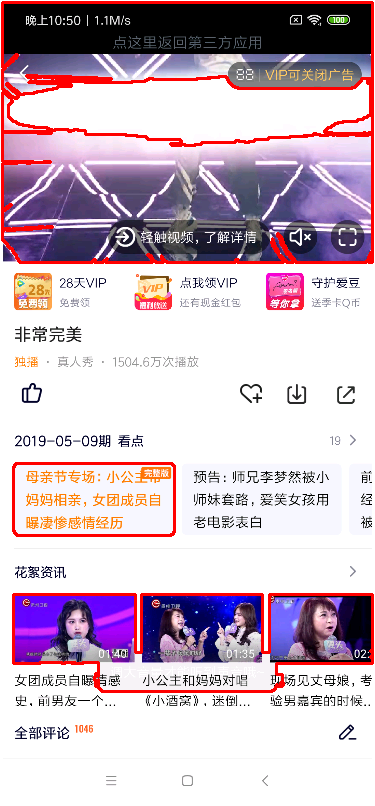 晚上10:50 | 1.1M/s
100
点这里返回第三方应用
VIP可关闭广告
轻触视频，了解详情
28天VIP
免费领
点我领VIP
还有现金红包
守护爱豆
送季卡Q币
非常完美
独播 · 真人秀 · 1504.6万次播放
2019-05-09期 看点
19
母亲节专场：小公主带
完整版
妈妈相亲，女团成员自
曝凄惨感情经历
预告：师兄李梦然被小
师妹套路，爱笑女孩用
老电影表白
前
经
花絮资讯
01:40
01:35
02:5
女团成员自曝情感
史，前男友一个…
小公主和妈妈对唱
《小酒窝》，迷倒…
现场见丈母娘，考
验男嘉宾的时候…
全部评论 1046